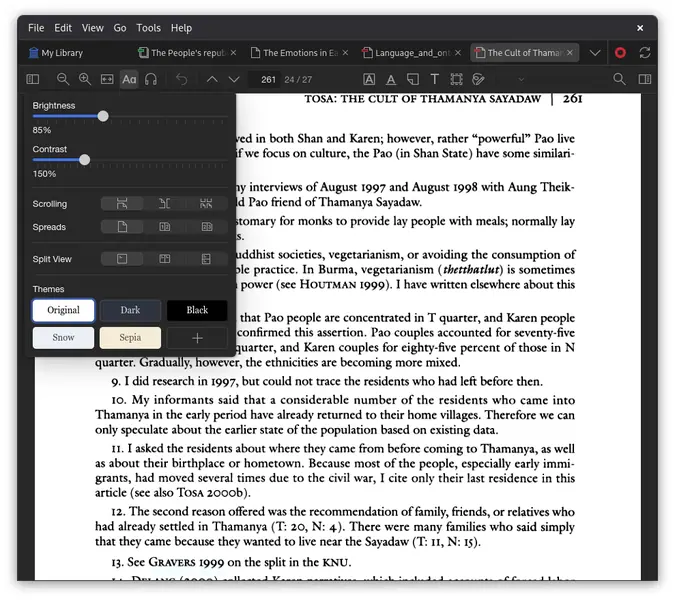 File Edit View Go Tools Help
My Library
The People's repu
The Emotions in Ea
Language_and_ont
The Cult of Thaman
Aa
261 24 / 27
A A T
TOSA: THE CULT OF THAMANYA SAYADAW | 261
Brightness
85%
Contrast
150%
Scrolling
Spreads
Split View
Themes
Original Dark Black
Snow Sepia
ved in both Shan and Karen; however, rather “powerful” Pao live
if we focus on culture, the Pao (in Shan State) have some similari-
ny interviews of August 1997 and August 1998 with Aung Theik-
ld Pao friend of Thamanya Sayadaw.
stomary for monks to provide lay people with meals; normally lay
s.
uddhist societies, vegetarianism, or avoiding the consumption of
ble practice. In Burma, vegetarianism (thetthatlut) is sometimes
power (see HOUTMAN 1999). I have written elsewhere about this
that Pao people are concentrated in T quarter, and Karen people
confirmed this assertion. Pao couples accounted for seventy-five
quarter, and Karen couples for eighty-five percent of those in N
quarter. Gradually, however, the ethnicities are becoming more mixed.
9. I did research in 1997, but could not trace the residents who had left before then.
10. My informants said that a considerable number of the residents who came into
Thamanya in the early period have already returned to their home villages. Therefore we can
only speculate about the earlier state of the population based on existing data.
11. I asked the residents about where they came from before coming to Thamanya, as well
as about their birthplace or hometown. Because most of the people, especially early immi-
grants, had moved several times due to the civil war, I cite only their last residence in this
article (see also TOSA 2000b).
12. The second reason offered was the recommendation of family, friends, or relatives who
had already settled in Thamanya (T: 20, N: 4). There were many families who said simply
that they came because they wanted to live near the Sayadaw (T: 11, N: 15).
13. See GRAVERS 1999 on the split in the KNU.